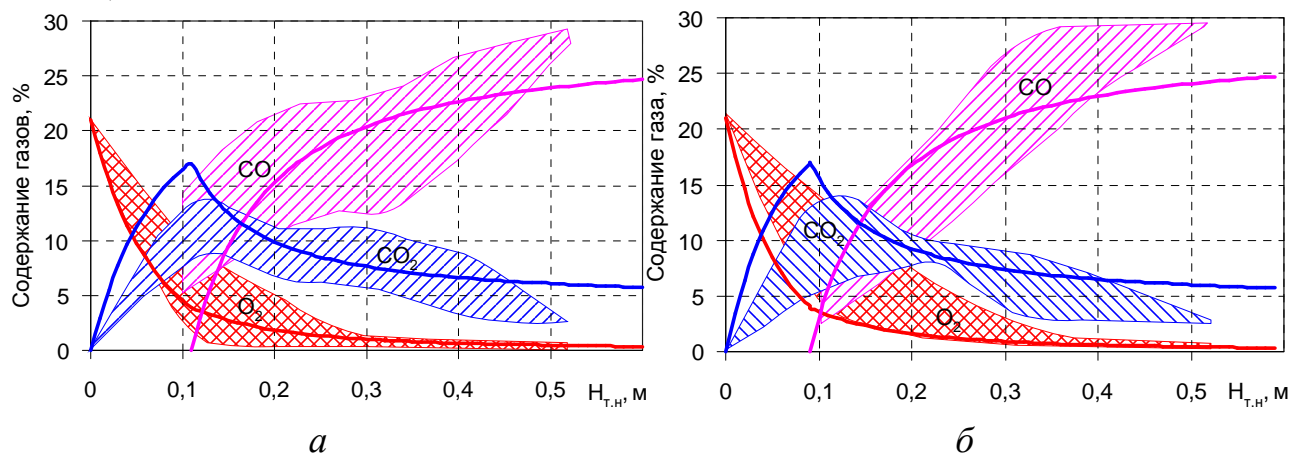 Содержание газов, %
30
25
20
15
10
5
0
CO
CO₂
O₂
0 0,1 0,2 0,3 0,4 0,5 Hт.н, м
а
Содержание газа, %
30
25
20
15
10
5
0
CO
CO₂
O₂
0 0,1 0,2 0,3 0,4 0,5 Hт.н, м
б